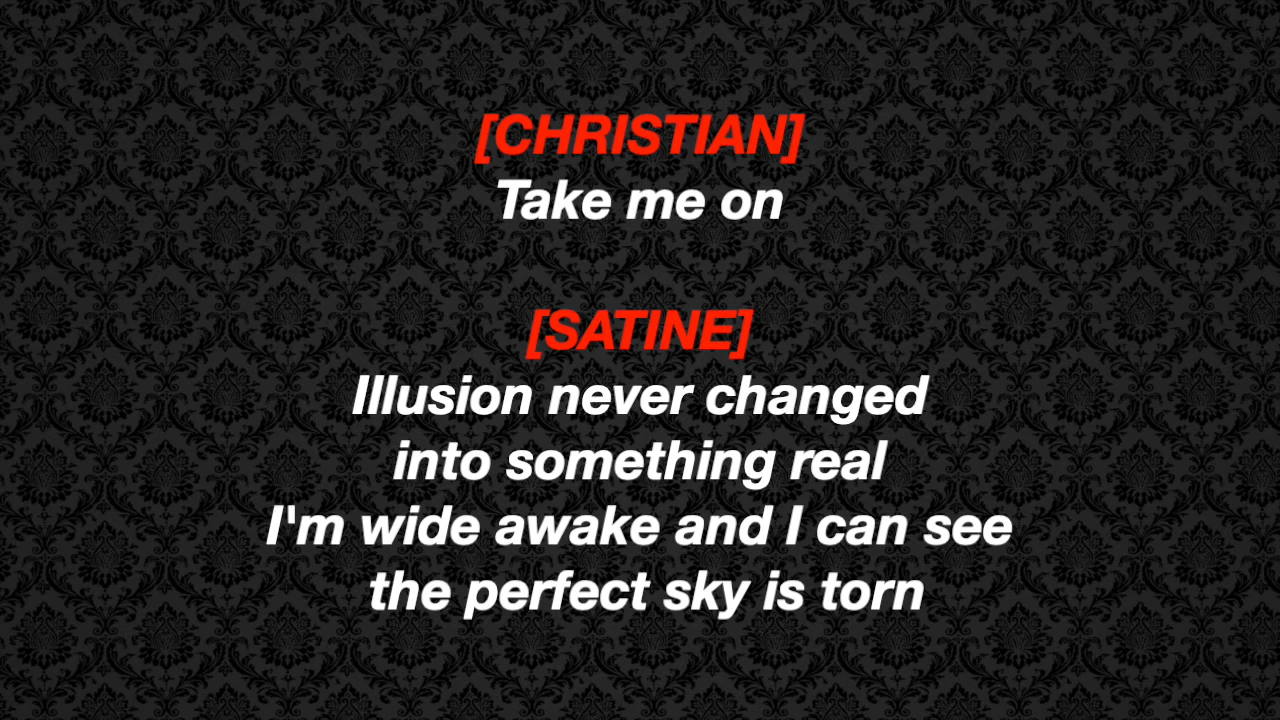 [CHRISTIAN]
Take me on
[SATINE]
Illusion never changed
into something real
I'm wide awake and I can see
the perfect sky is torn